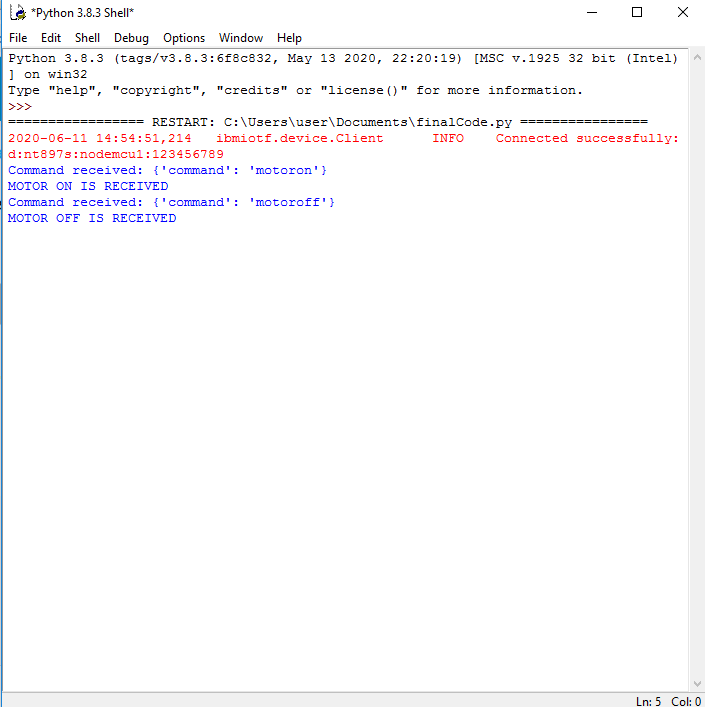 *Python 3.8.3 Shell*
File Edit Shell Debug Options Window Help
Python 3.8.3 (tags/v3.8.3:6f8c832, May 13 2020, 22:20:19) [MSC v.1925 32 bit (Intel)
] on win32
Type "help", "copyright", "credits" or "license()" for more information.
>>>
================= RESTART: C:\Users\user\Documents\finalCode.py ================
2020-06-11 14:54:51,214   ibmiotf.device.Client      INFO    Connected successfully:
d:nt897s:nodemcu1:123456789
Command received: {'command': 'motoron'}
MOTOR ON IS RECEIVED
Command received: {'command': 'motoroff'}
MOTOR OFF IS RECEIVED
Ln: 5 Col: 0